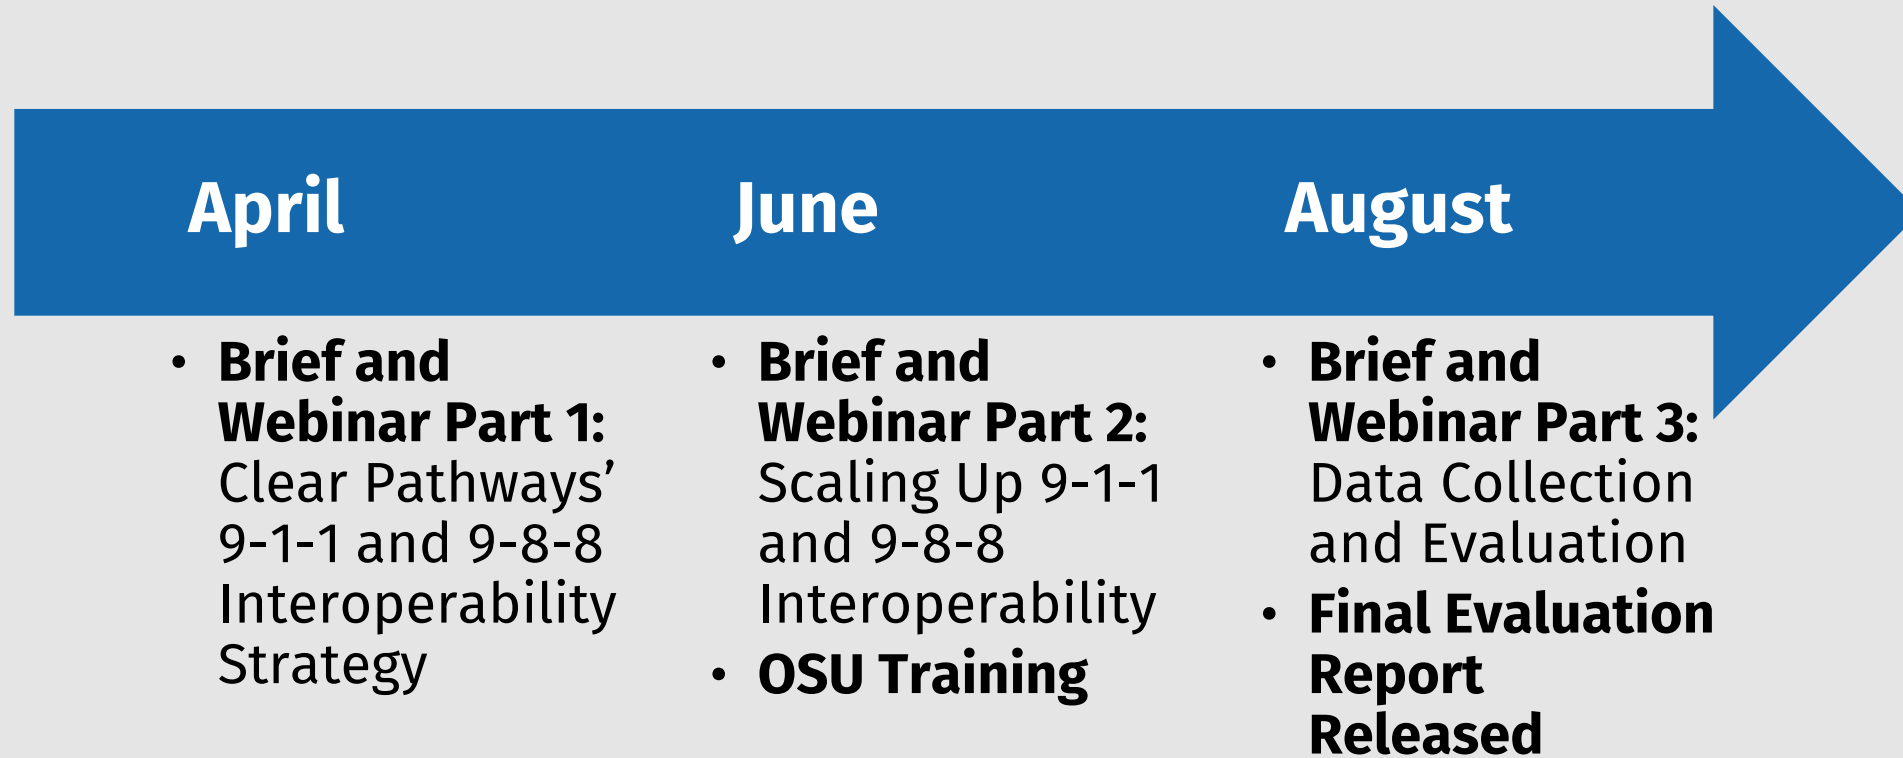 April
• Brief and
Webinar Part 1:
Clear Pathways’
9-1-1 and 9-8-8
Interoperability
Strategy
June
• Brief and
Webinar Part 2:
Scaling Up 9-1-1
and 9-8-8
Interoperability
• OSU Training
August
• Brief and
Webinar Part 3:
Data Collection
and Evaluation
• Final Evaluation
Report
Released